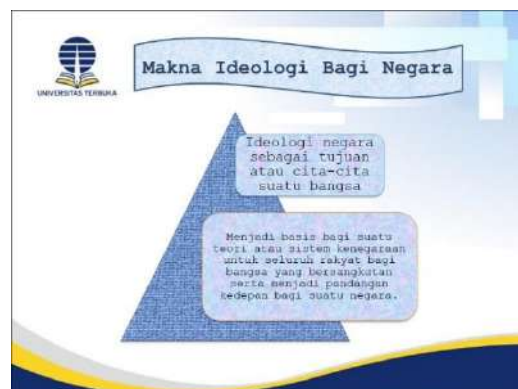 UNIVERSITAS TERBUKA
Makna Ideologi Bagi Negara
Ideologi negara
sebagai tujuan
atau cita-cita
suatu bangsa
Menjadi basis bagi suatu
teori atau sistem kenegaraan
untuk seluruh rakyat bagi
bangsa yang bersangkutan
serta menjadi pandangan
kedepan bagi suatu negara.